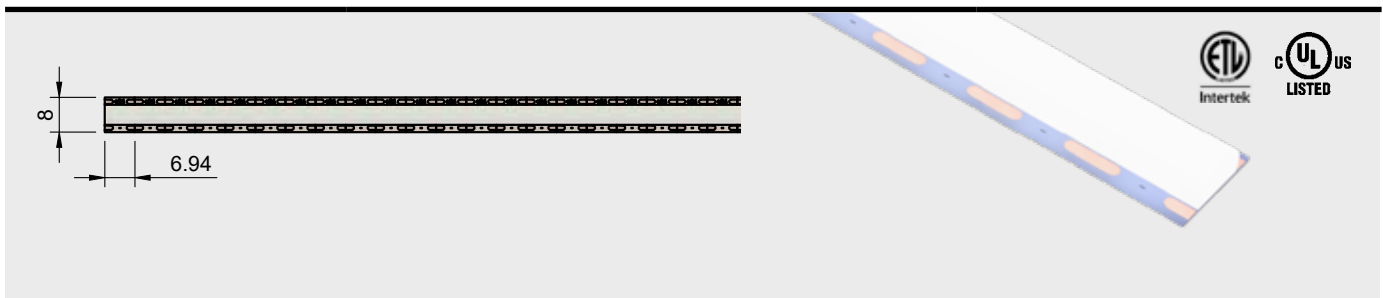 8
6.94
Intertek
ETL
C UL US
LISTED